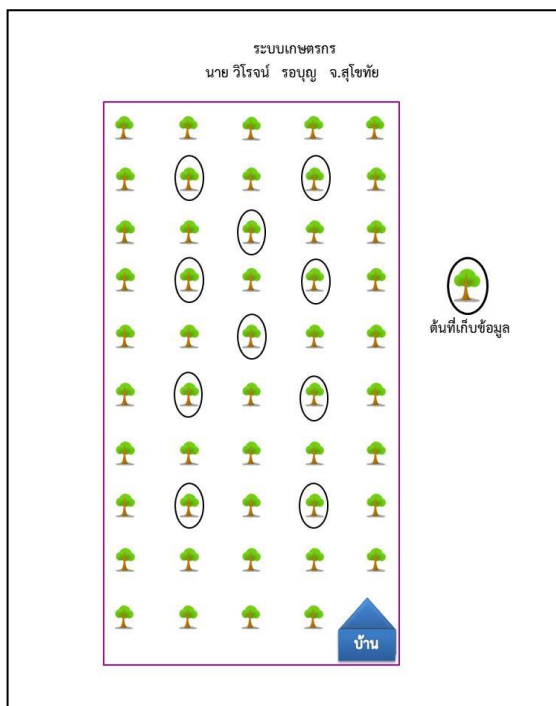 ระบบเกษตรกร
นาย วิโรจน์ รอบุญ จ.สุโขทัย
ต้นที่เก็บข้อมูล
บ้าน